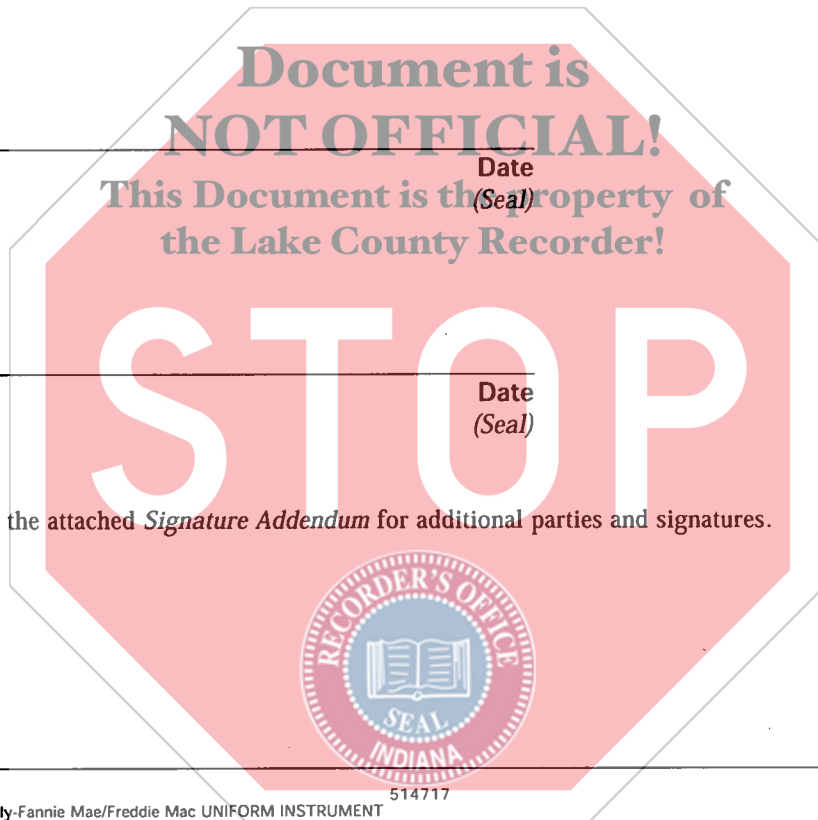 Document is
NOT OFFICIAL!
Date
This Document is the property of
(Seal)
the Lake County Recorder!
STOP
Date
(Seal)
the attached Signature Addendum for additional parties and signatures.
RECORDER'S OFFICE
SEAL
INDIANA
514717
ly-Fannie Mae/Freddie Mac UNIFORM INSTRUMENT